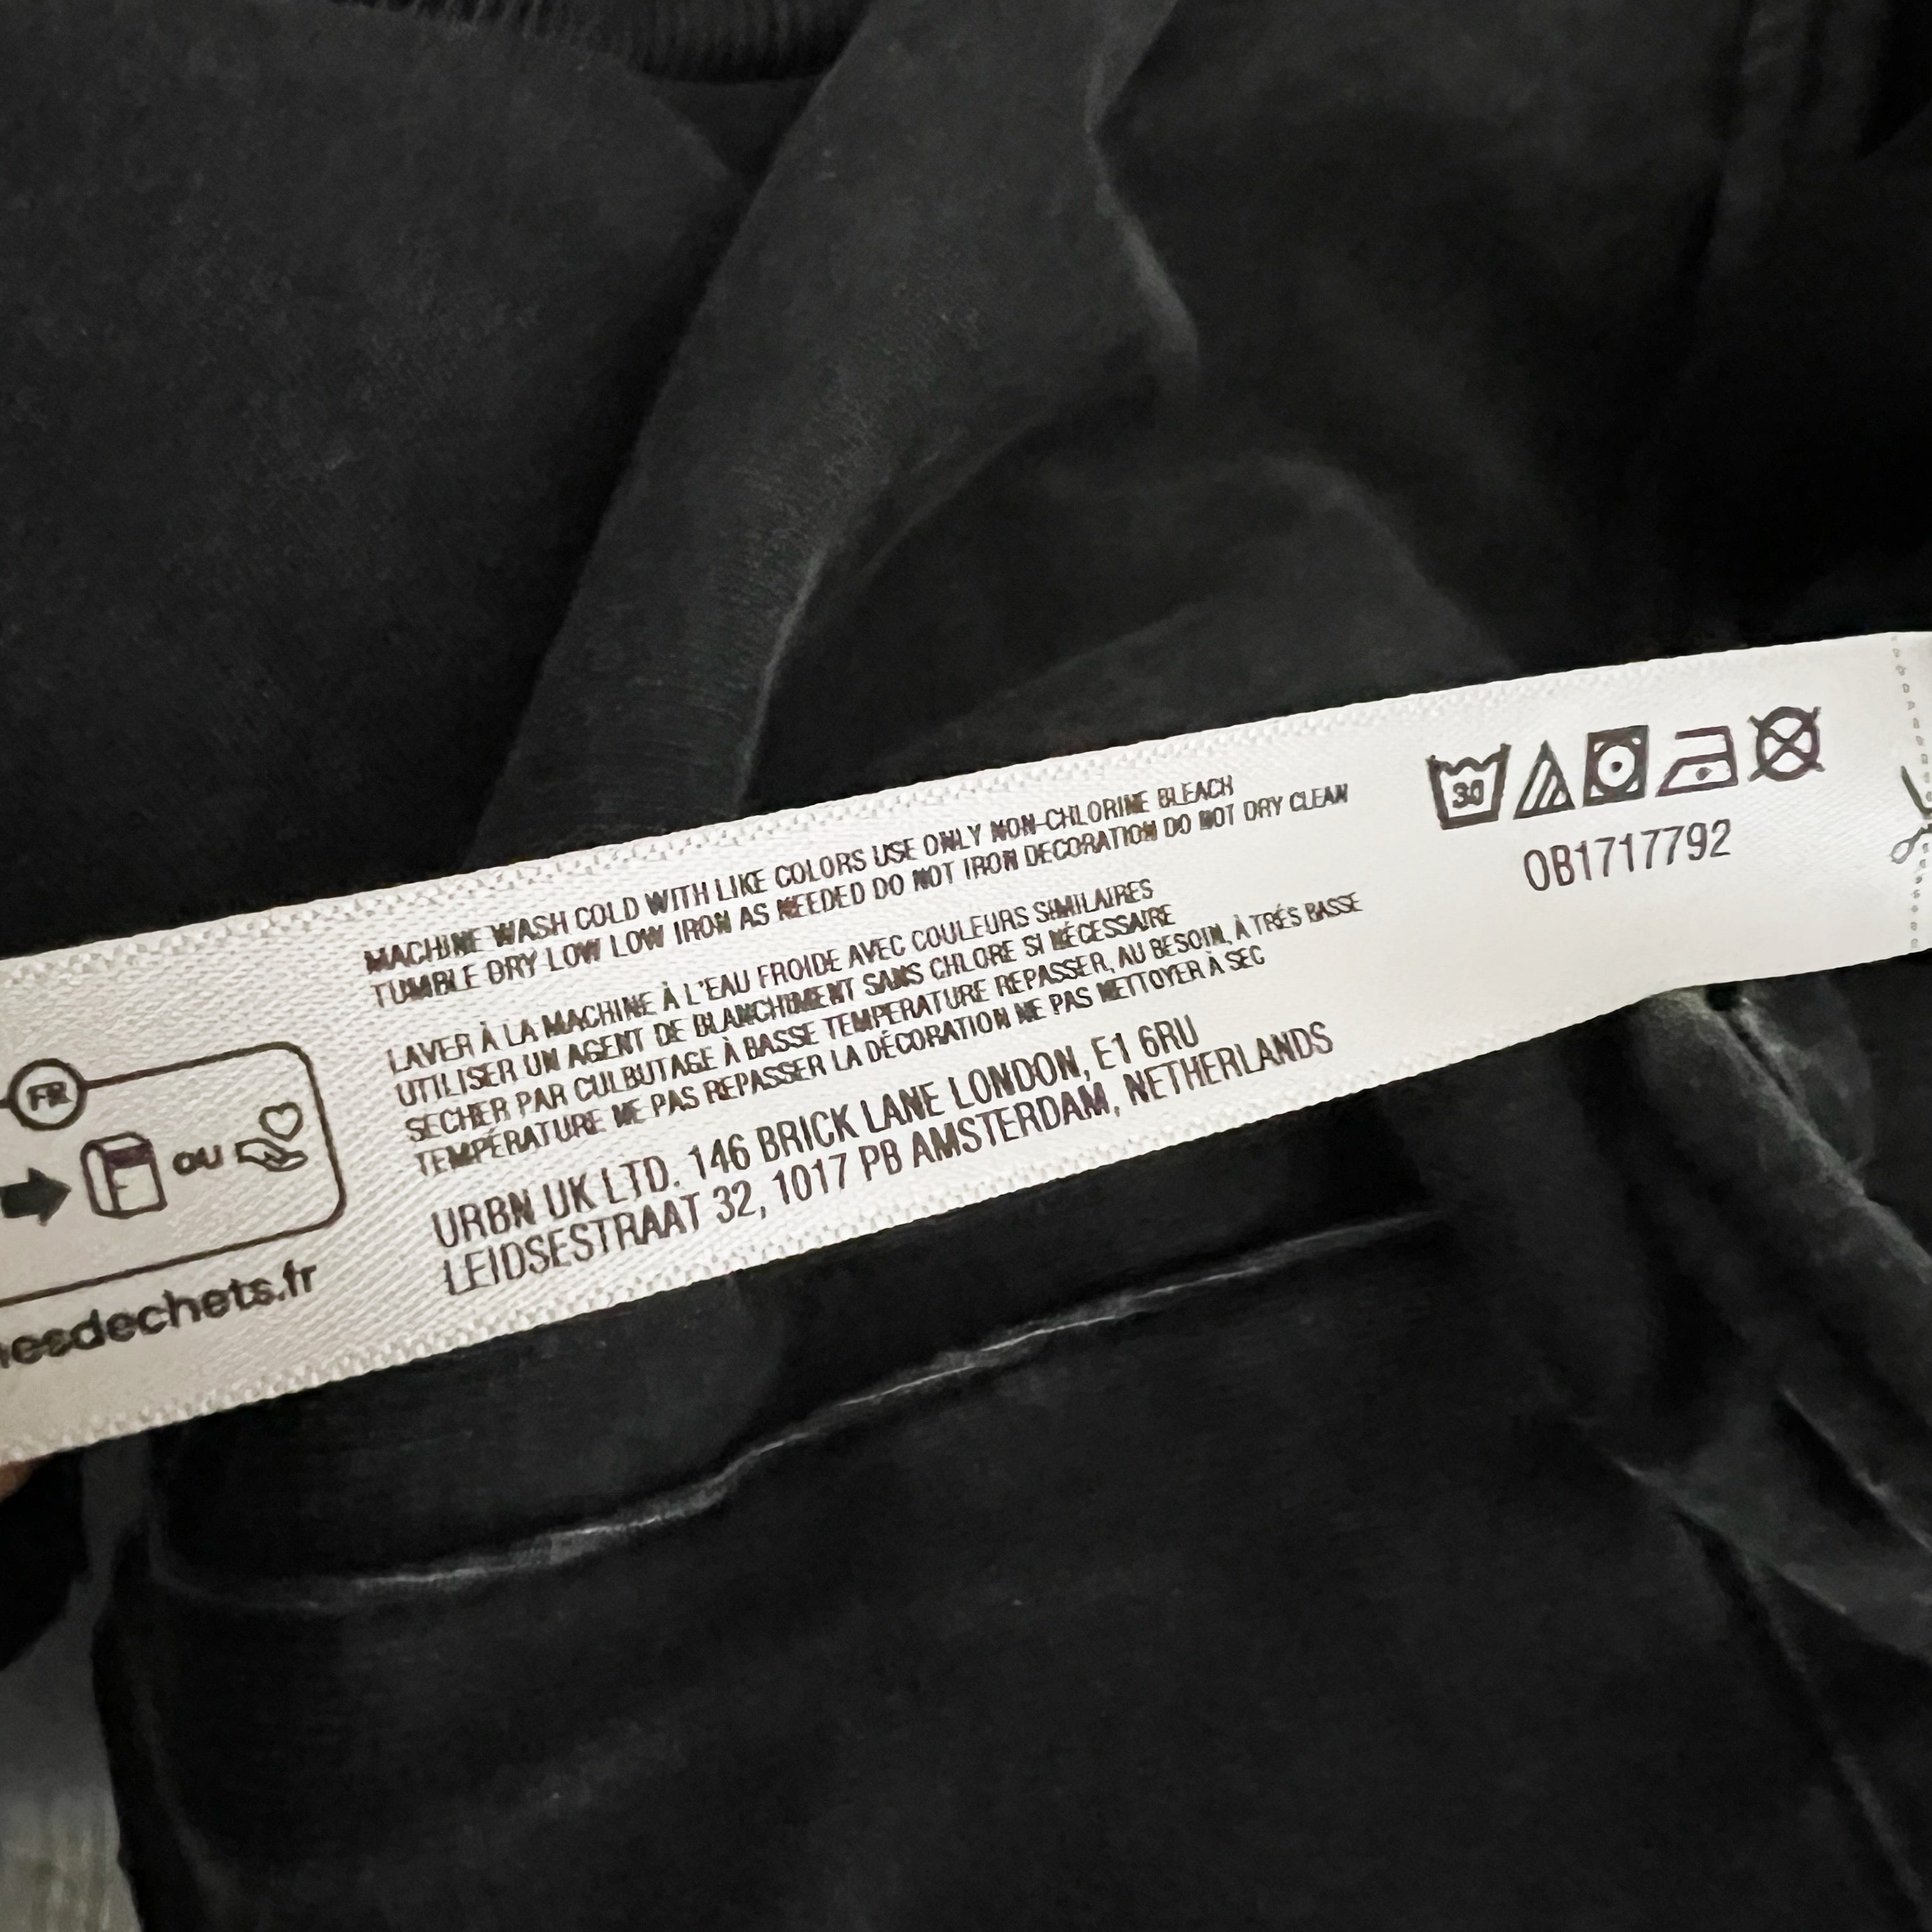 MACHINE WASH COLD WITH LIKE COLORS USE ONLY NON-CHLORINE BLEACH
TUMBLE DRY LOW LOW IRON AS NEEDED DO NOT IRON DECORATION DO NOT DRY CLEAN
LAVER À LA MACHINE À L'EAU FROIDE AVEC COULEURS SIMILAIRES
UTILISER UN AGENT DE BLANCHIMENT SANS CHLORE SI NÉCESSAIRE
SECHER PAR CULBUTAGE À BASSE TEMPERATURE REPASSER, AU BESOIN, À TRÉS BASSE
TEMPÉRATURE NE PAS REPASSER LA DÉCORATION NE PAS NETTOYER À SEC
URBN UK LTD. 146 BRICK LANE LONDON, E1 6RU
LEIDSESTRAAT 32, 1017 PB AMSTERDAM, NETHERLANDS
30
OB1717792
FR
OU
esdechets.fr